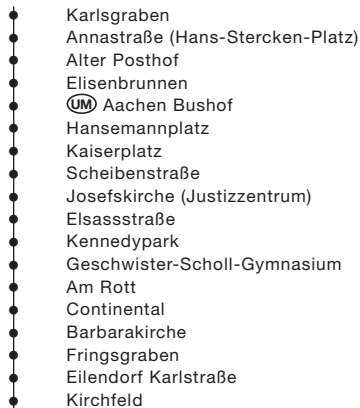 Karlsgraben
Annastraße (Hans-Stercken-Platz)
Alter Posthof
Elisenbrunnen
UM Aachen Bushof
Hansemannplatz
Kaiserplatz
Scheibenstraße
Josefskirche (Justizzentrum)
Elsassstraße
Kennedypark
Geschwister-Scholl-Gymnasium
Am Rott
Continental
Barbarakirche
Fringsgraben
Eilendorf Karlstraße
Kirchfeld